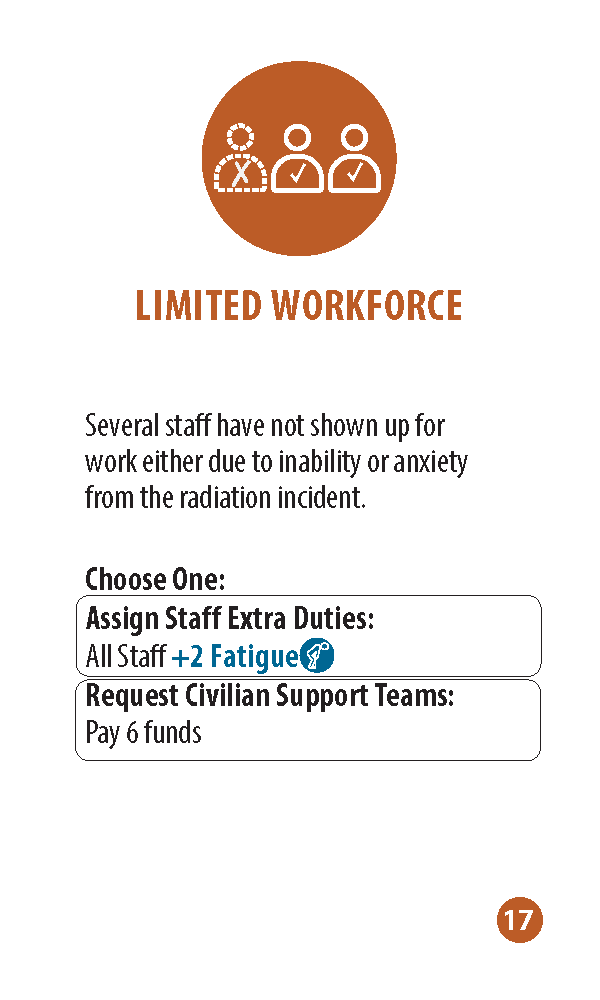 LIMITED WORKFORCE
Several staff have not shown up for
work either due to inability or anxiety
from the radiation incident.
Choose One:
Assign Staff Extra Duties:
All Staff +2 Fatigue
Request Civilian Support Teams:
Pay 6 funds
17